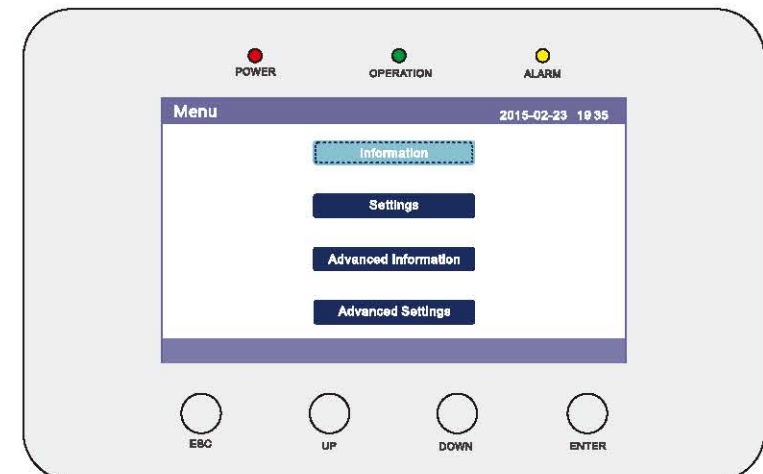 POWER OPERATION ALARM
Menu 2015-02-23 19 35
Information
Settings
Advanced Information
Advanced Settings
ESC UP DOWN ENTER